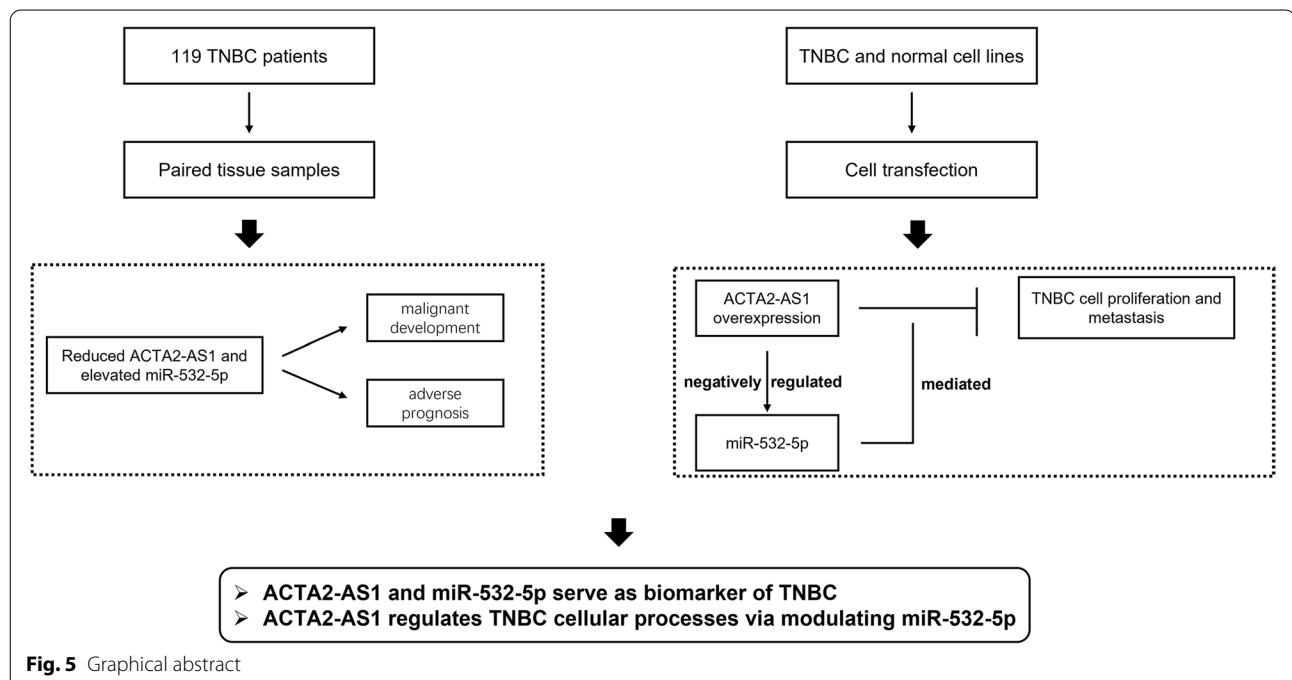 119 TNBC patients
Paired tissue samples
Reduced ACTA2-AS1 and
elevated miR-532-5p
malignant
development
adverse
prognosis
TNBC and normal cell lines
Cell transfection
ACTA2-AS1
overexpression
TNBC cell proliferation and
metastasis
negatively regulated
mediated
miR-532-5p
➢ ACTA2-AS1 and miR-532-5p serve as biomarker of TNBC
➢ ACTA2-AS1 regulates TNBC cellular processes via modulating miR-532-5p
Fig. 5 Graphical abstract